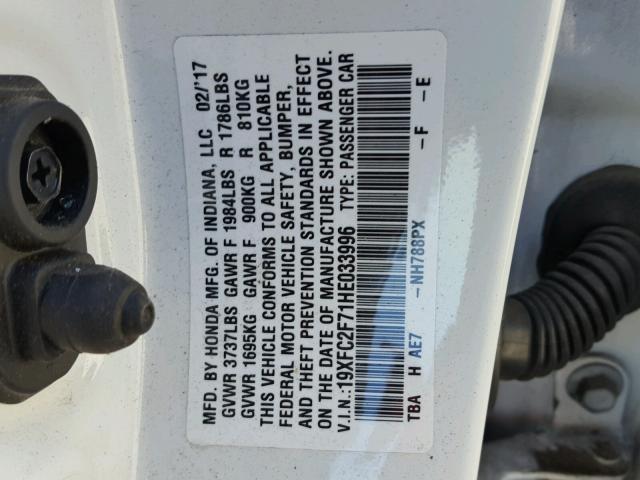 MFD. BY HONDA MFG. OF INDIANA, LLC 02/'17
GVWR 3737LBS GAWR F 1984LBS R 1786LBS
GVWR 1695KG GAWR F 900KG R 810KG
THIS VEHICLE CONFORMS TO ALL APPLICABLE
FEDERAL MOTOR VEHICLE SAFETY, BUMPER,
AND THEFT PREVENTION STANDARDS IN EFFECT
ON THE DATE OF MANUFACTURE SHOWN ABOVE.
V.I.N.:19XFC2F71HE033996 TYPE: PASSENGER CAR
TBA H AE7 -NH788PX -F -E